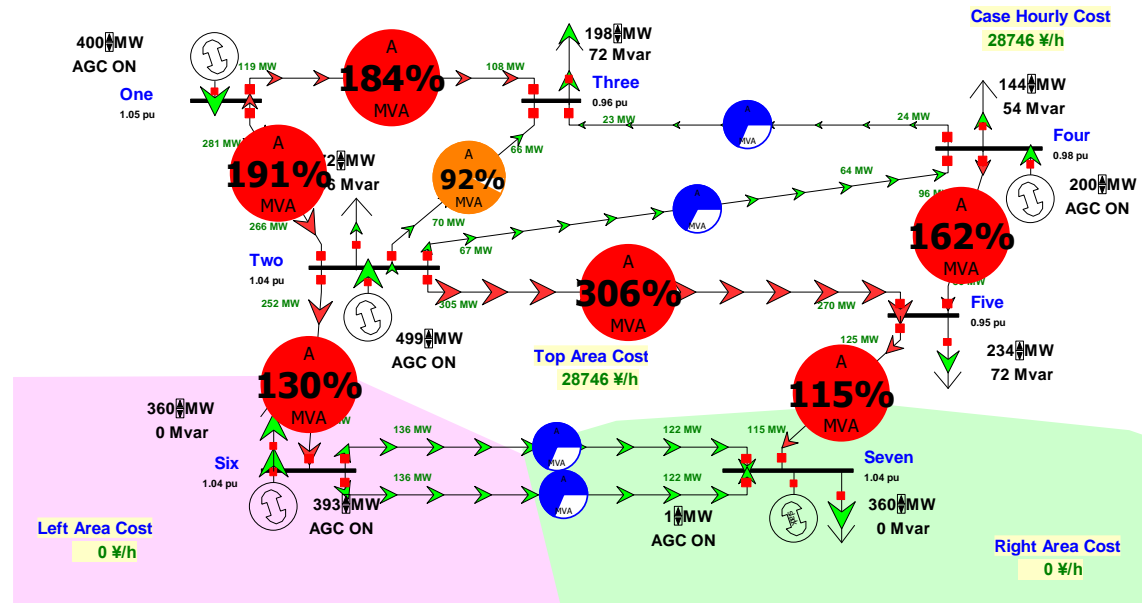 Case Hourly Cost
28746 ¥/h
400 MW
AGC ON
A
184%
MVA
119 MW
108 MW
198 MW
72 Mvar
Three
0.96 pu
One
1.05 pu
144 MW
54 Mvar
Four
0.98 pu
23 MW
24 MW
MVA
281 MW
A
191%
MVA
66 MW
A
92%
MVA
MW
6 Mvar
64 MW
200 MW
AGC ON
96
A
162%
MVA
266 MW
70 MW
67 MW
MVA
Two
1.04 pu
A
306%
MVA
252 MW
305 MW
270 MW
Five
0.95 pu
499 MW
AGC ON
Top Area Cost
28746 ¥/h
125 MW
234 MW
72 Mvar
A
130%
MVA
A
115%
MVA
360 MW
0 Mvar
136 MW
122 MW
115 MW
Six
1.04 pu
Seven
1.04 pu
136 MW
122 MW
MVA
MVA
393 MW
AGC ON
1 MW
AGC ON
slack
360 MW
0 Mvar
Left Area Cost
0 ¥/h
Right Area Cost
0 ¥/h